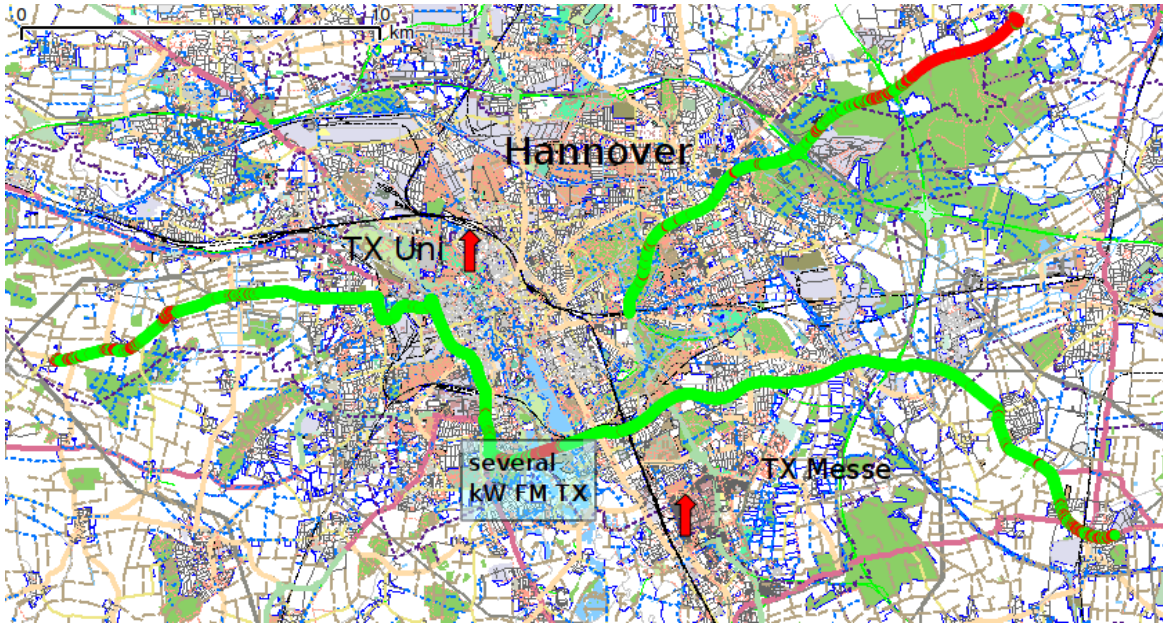 0
10
km
Hannover
TX Uni
TX Messe
several
kW FM TX